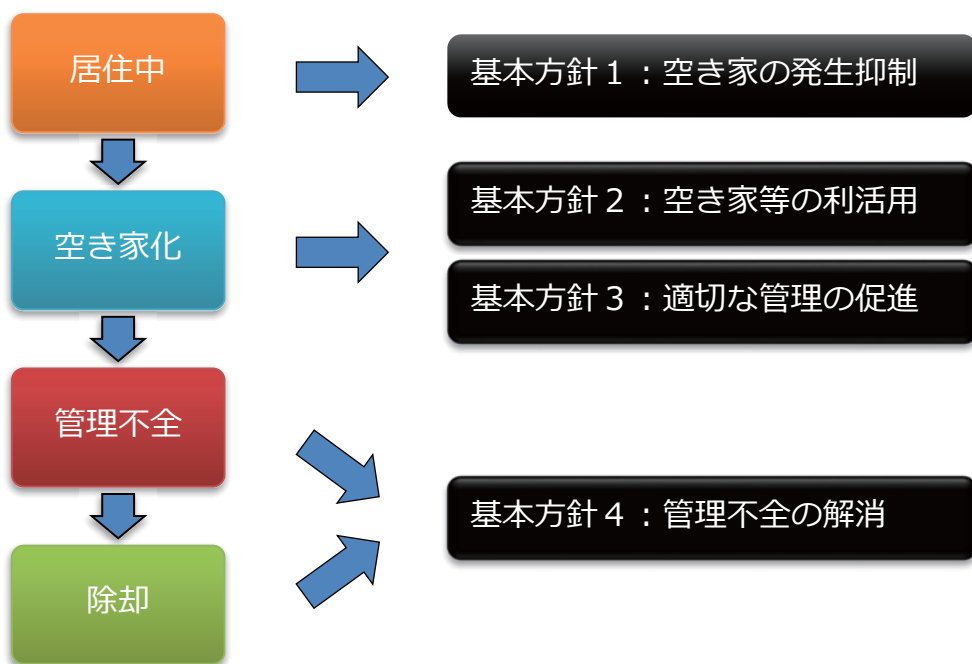 居住中
基本方針１：空き家の発生抑制
空き家化
基本方針２：空き家等の利活用
基本方針３：適切な管理の促進
管理不全
基本方針４：管理不全の解消
除却